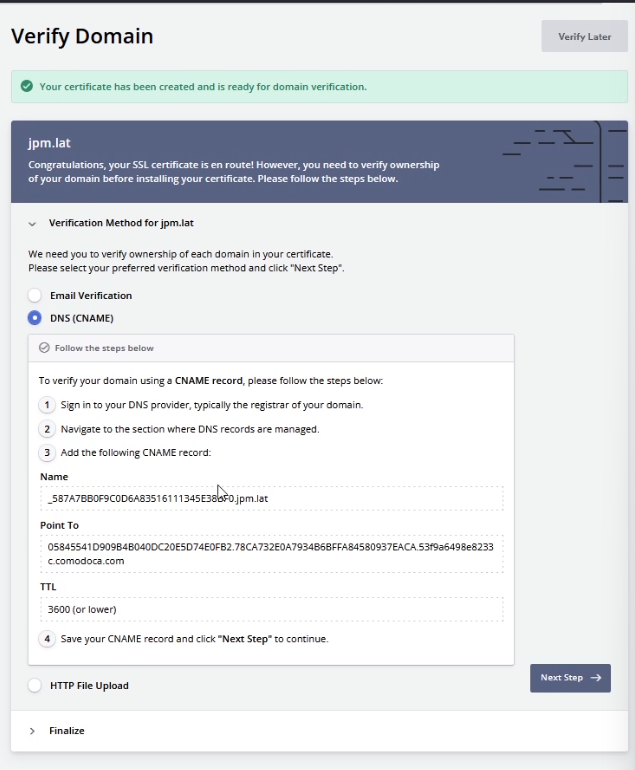 Verify Domain
Verify Later
Your certificate has been created and is ready for domain verification.
jpm.lat
Congratulations, your SSL certificate is en route! However, you need to verify ownership
of your domain before installing your certificate. Please follow the steps below.
Verification Method for jpm.lat
We need you to verify ownership of each domain in your certificate.
Please select your preferred verification method and click "Next Step".
Email Verification
DNS (CNAME)
Follow the steps below
To verify your domain using a CNAME record, please follow the steps below:
1 Sign in to your DNS provider, typically the registrar of your domain.
2 Navigate to the section where DNS records are managed.
3 Add the following CNAME record:
Name
Point To
05845541D909B4B040DC20E5D74E0FB2.78CA732E0A7934B6BFFA84580937EACA.53f9a6498e8233
c.comodoca.com
TTL
3600 (or lower)
4 Save your CNAME record and click "Next Step" to continue.
Next Step
HTTP File Upload
Finalize